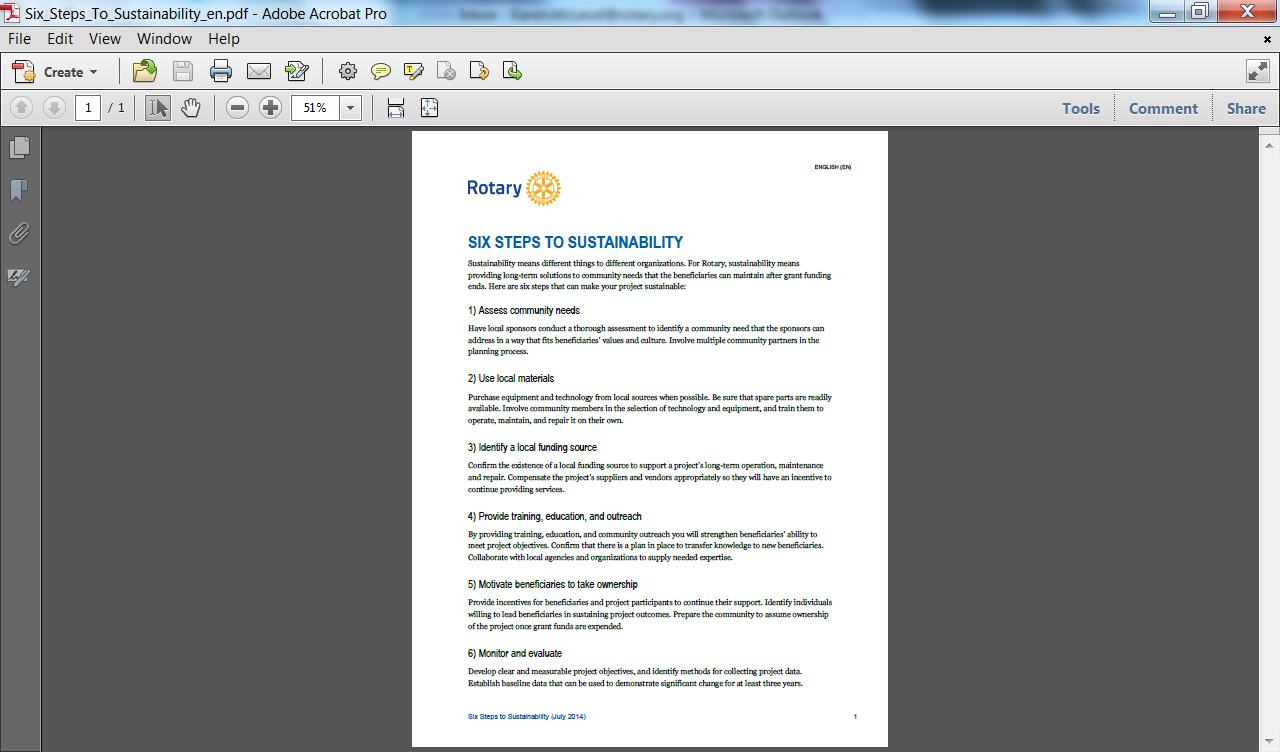 Six_Steps_To_Sustainability_en.pdf - Adobe Acrobat Pro
File Edit View Window Help
Create
1 / 1 51% Tools Comment Share
ENGLISH (EN)
Rotary
SIX STEPS TO SUSTAINABILITY
Sustainability means different things to different organizations. For Rotary, sustainability means
providing long-term solutions to community needs that the beneficiaries can maintain after grant funding
ends. Here are six steps that can make your project sustainable:
1) Assess community needs
Have local sponsors conduct a thorough assessment to identify a community need that the sponsors can
address in a way that fits beneficiaries' values and culture. Involve multiple community partners in the
planning process.
2) Use local materials
Purchase equipment and technology from local sources when possible. Be sure that spare parts are readily
available. Involve community members in the selection of technology and equipment, and train them to
operate, maintain, and repair it on their own.
3) Identify a local funding source
Confirm the existence of a local funding source to support a project's long-term operation, maintenance
and repair. Compensate the project's suppliers and vendors appropriately so they will have an incentive to
continue providing services.
4) Provide training, education, and outreach
By providing training, education, and community outreach you will strengthen beneficiaries' ability to
meet project objectives. Confirm that there is a plan in place to transfer knowledge to new beneficiaries.
Collaborate with local agencies and organizations to supply needed expertise.
5) Motivate beneficiaries to take ownership
Provide incentives for beneficiaries and project participants to continue their support. Identify individuals
willing to lead beneficiaries in sustaining project outcomes. Prepare the community to assume ownership
of the project once grant funds are expended.
6) Monitor and evaluate
Develop clear and measurable project objectives, and identify methods for collecting project data.
Establish baseline data that can be used to demonstrate significant change for at least three years.
Six Steps to Sustainability (July 2014) 1